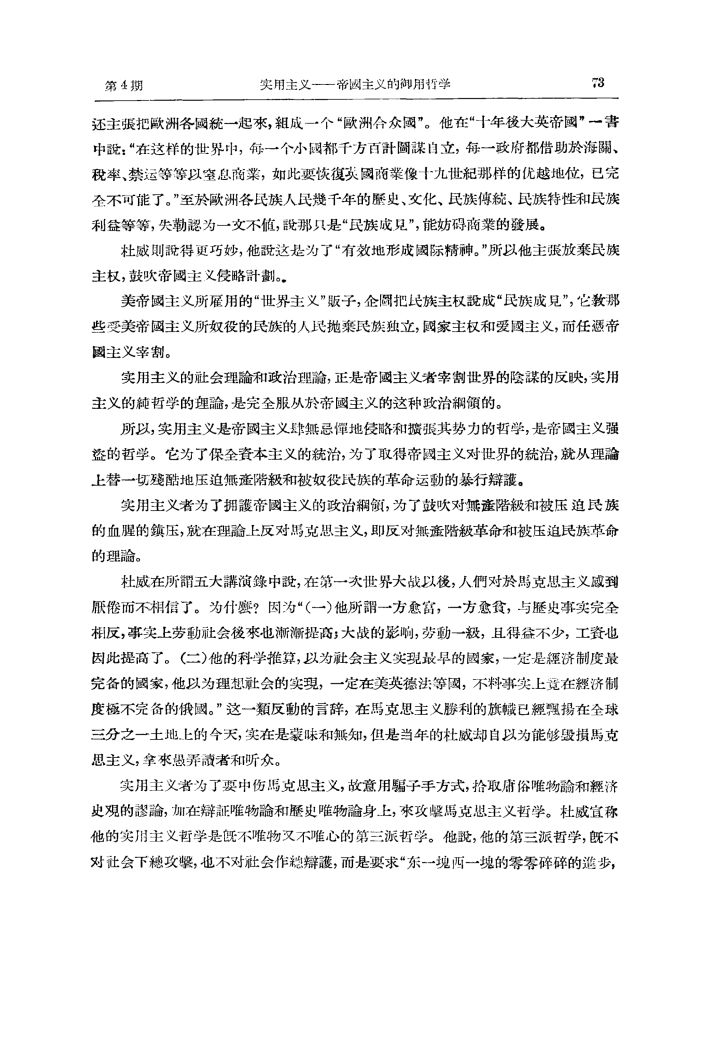 第4期
实用主义——帝國主义的御用哲学
73
还主張把歐洲各國統一起來,組成一个“歐洲合众國”。他在“十年後大英帝國”一書
中說:“在这样的世界中,每一个小國都千方百計圖謀自立,每一政府都借助於海關、
稅率、禁运等等以窒息商業,如此要恢復英國商業像十九世紀那样的优越地位,已完
全不可能了。”至於歐洲各民族人民幾千年的歷史、文化、民族傳統、民族特性和民族
利益等等,失勒認为一文不值,說那只是“民族成見”,能妨碍商業的發展。
杜威則說得更巧妙,他說这是为了“有效地形成國际精神。”所以他主張放棄民族
主权,鼓吹帝國主义侵略計劃。
美帝國主义所雇用的“世界主义”販子,企圖把民族主权說成“民族成見”,它教那
些受美帝國主义所奴役的民族的人民抛棄民族独立,國家主权和爱國主义,而任憑帝
國主义宰割。
实用主义的社会理論和政治理論,正是帝國主义者宰割世界的陰謀的反映,实用
主义的純哲学的理論,是完全服从於帝國主义的这种政治綱領的。
所以,实用主义是帝國主义肆無忌憚地侵略和擴張其势力的哲学,是帝國主义强
盜的哲学。它为了保全資本主义的統治,为了取得帝國主义对世界的統治,就从理論
上替一切殘酷地压迫無產階級和被奴役民族的革命运動的暴行辯護。
实用主义者为了拥護帝國主义的政治綱領,为了鼓吹对無產階級和被压迫民族
的血腥的鎮压,就在理論上反对馬克思主义,即反对無產階級革命和被压迫民族革命
的理論。
杜威在所謂五大講演錄中說,在第一次世界大战以後,人們对於馬克思主义感到
厭倦而不相信了。为什麽?因为“(一)他所謂一方愈富,一方愈貧,与歷史事实完全
相反,事实上劳動社会後來也漸漸提高;大战的影响,劳動一級,且得益不少,工資也
因此提高了。(二)他的科学推算,以为社会主义实現最早的國家,一定是經济制度最
完备的國家,他以为理想社会的实現,一定在美英德法等國,不料事实上竟在經济制
度極不完备的俄國。”这一類反動的言辞,在馬克思主义勝利的旗幟已經飄揚在全球
三分之一土地上的今天,实在是蒙昧和無知,但是当年的杜威却自以为能够毀損馬克
思主义,拿來愚弄讀者和听众。
实用主义者为了要中伤馬克思主义,故意用騙子手方式,拾取庸俗唯物論和經济
史观的謬論,加在辯証唯物論和歷史唯物論身上,來攻擊馬克思主义哲学。杜威宣称
他的实用主义哲学是既不唯物又不唯心的第三派哲学。他說,他的第三派哲学,既不
对社会下總攻擊,也不对社会作總辯護,而是要求“东一塊西一塊的零零碎碎的進步,